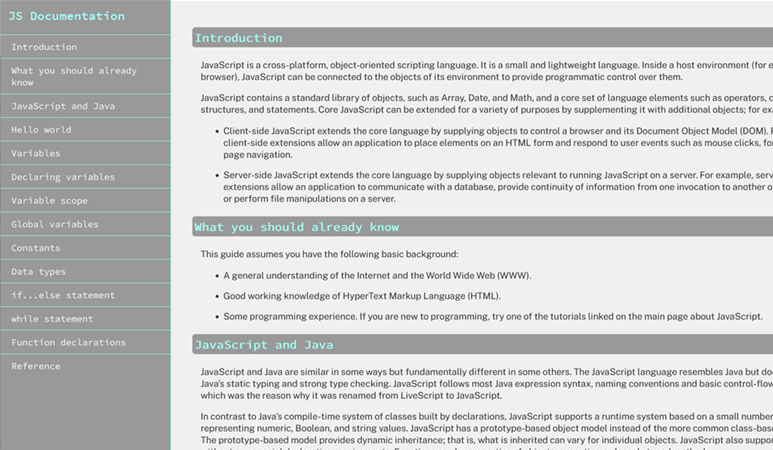 JS Documentation
Introduction
What you should already
know
JavaScript and Java
Hello world
Variables
Declaring variables
Variable scope
Global variables
Constants
Data types
if...else statement
while statement
Function declarations
Reference
Introduction
JavaScript is a cross-platform, object-oriented scripting language. It is a small and lightweight language. Inside a host environment (for e
browser), JavaScript can be connected to the objects of its environment to provide programmatic control over them.
JavaScript contains a standard library of objects, such as Array, Date, and Math, and a core set of language elements such as operators, c
structures, and statements. Core JavaScript can be extended for a variety of purposes by supplementing it with additional objects; for exa
• Client-side JavaScript extends the core language by supplying objects to control a browser and its Document Object Model (DOM).
client-side extensions allow an application to place elements on an HTML form and respond to user events such as mouse clicks, fo
page navigation.
• Server-side JavaScript extends the core language by supplying objects relevant to running JavaScript on a server. For example, serv
extensions allow an application to communicate with a database, provide continuity of information from one invocation to another o
or perform file manipulations on a server.
What you should already know
This guide assumes you have the following basic background:
• A general understanding of the Internet and the World Wide Web (WWW).
• Good working knowledge of HyperText Markup Language (HTML).
• Some programming experience. If you are new to programming, try one of the tutorials linked on the main page about JavaScript.
JavaScript and Java
JavaScript and Java are similar in some ways but fundamentally different in some others. The JavaScript language resembles Java but do
Java's static typing and strong type checking. JavaScript follows most Java expression syntax, naming conventions and basic control-flow
which was the reason why it was renamed from LiveScript to JavaScript.
In contrast to Java's compile-time system of classes built by declarations, JavaScript supports a runtime system based on a small number
representing numeric, Boolean, and string values. JavaScript has a prototype-based object model instead of the more common class-bas
The prototype-based model provides dynamic inheritance; that is, what is inherited can vary for individual objects. JavaScript also suppor